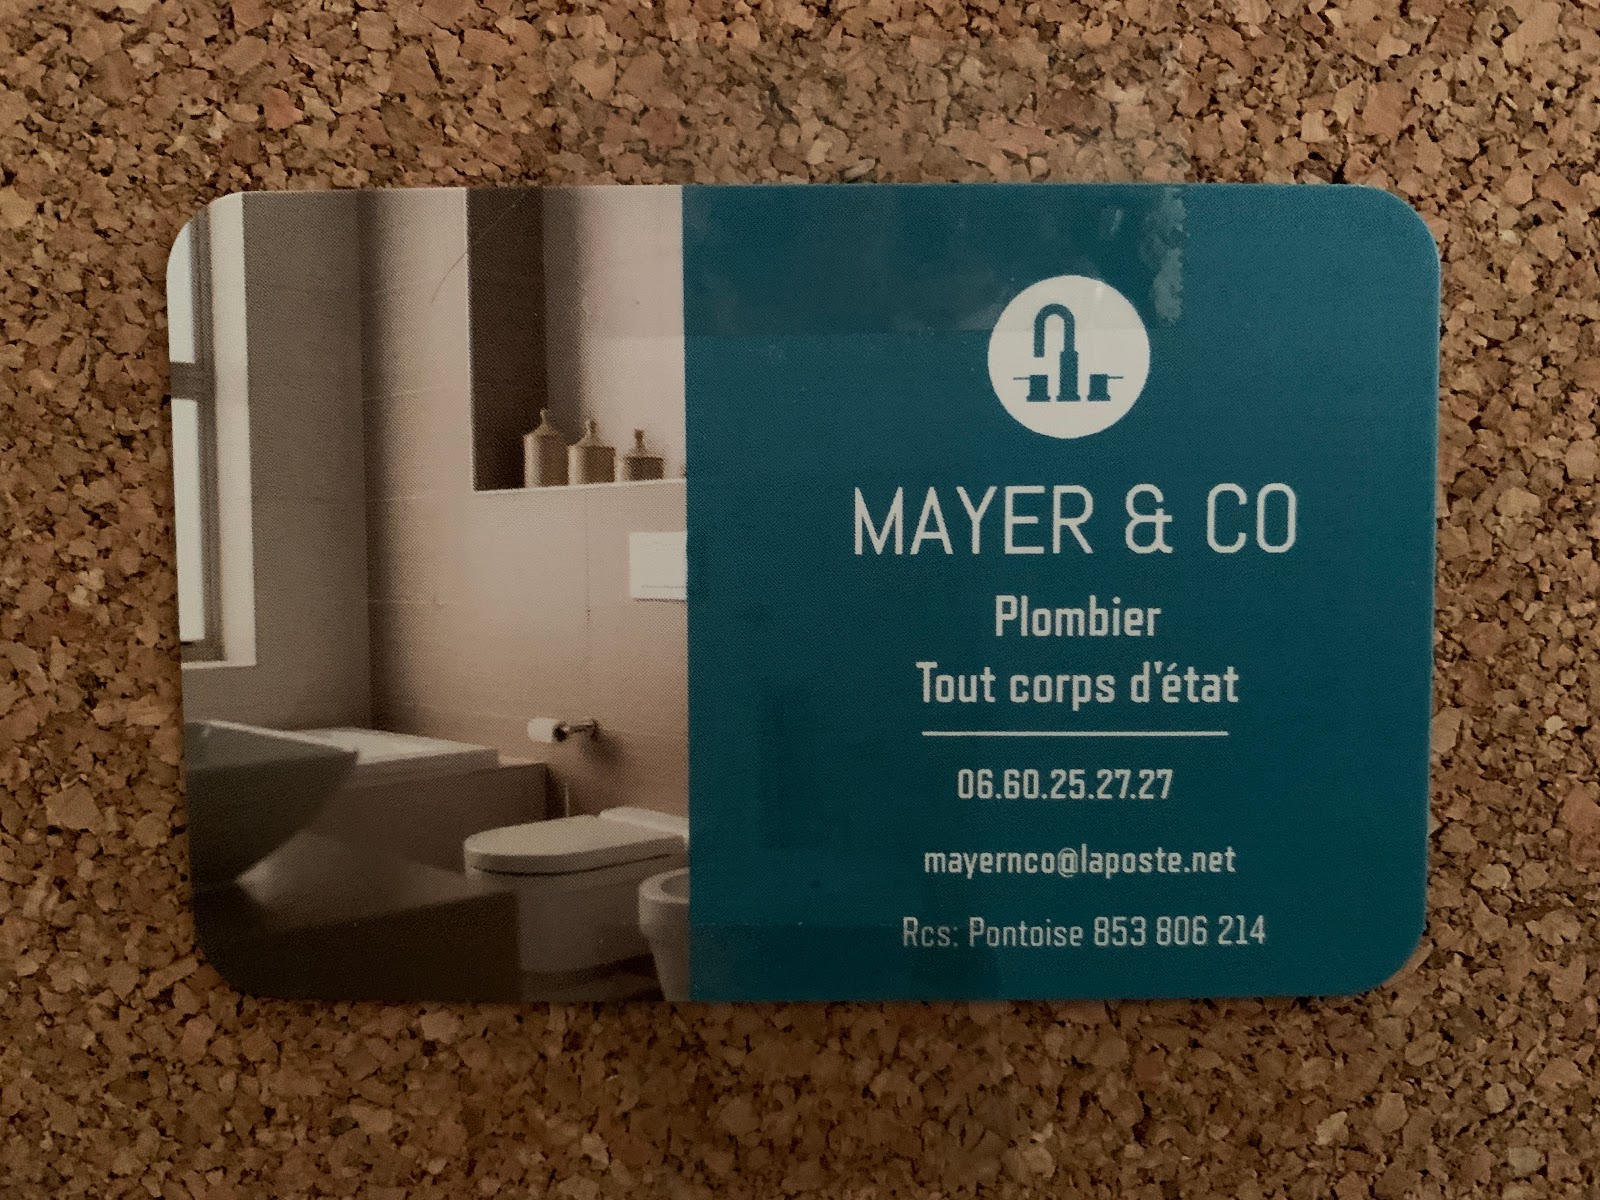 MAYER & CO
Plombier
Tout corps d'état
06.60.25.27.27
mayernco@laposte.net
Rcs: Pontoise 853 806 214